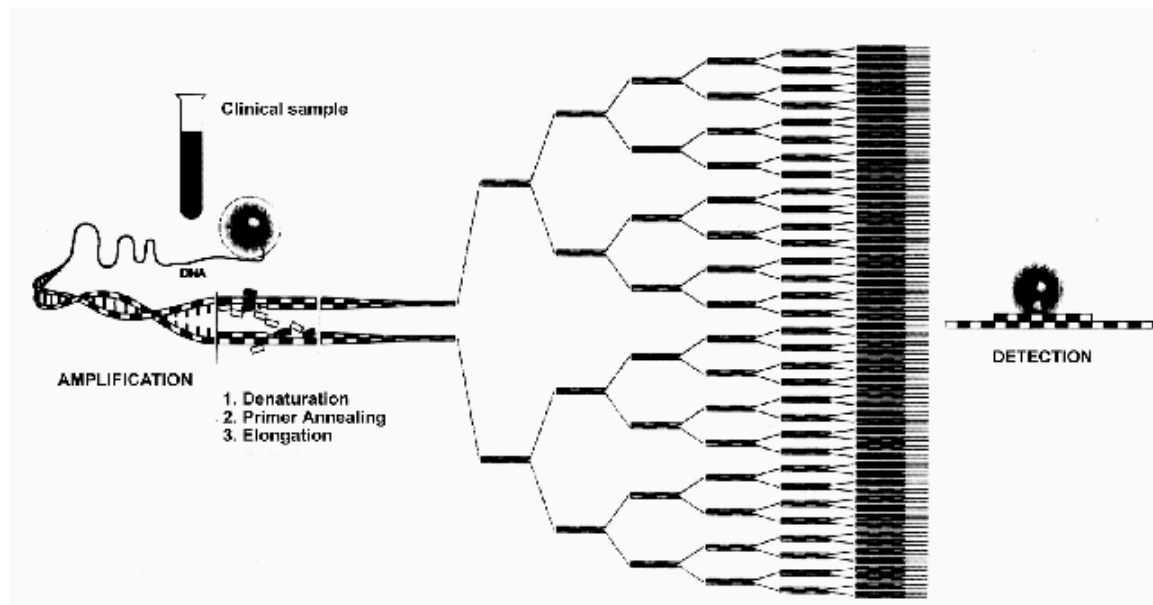 Clinical sample
DNA
AMPLIFICATION
1. Denaturation
2. Primer Annealing
3. Elongation
DETECTION